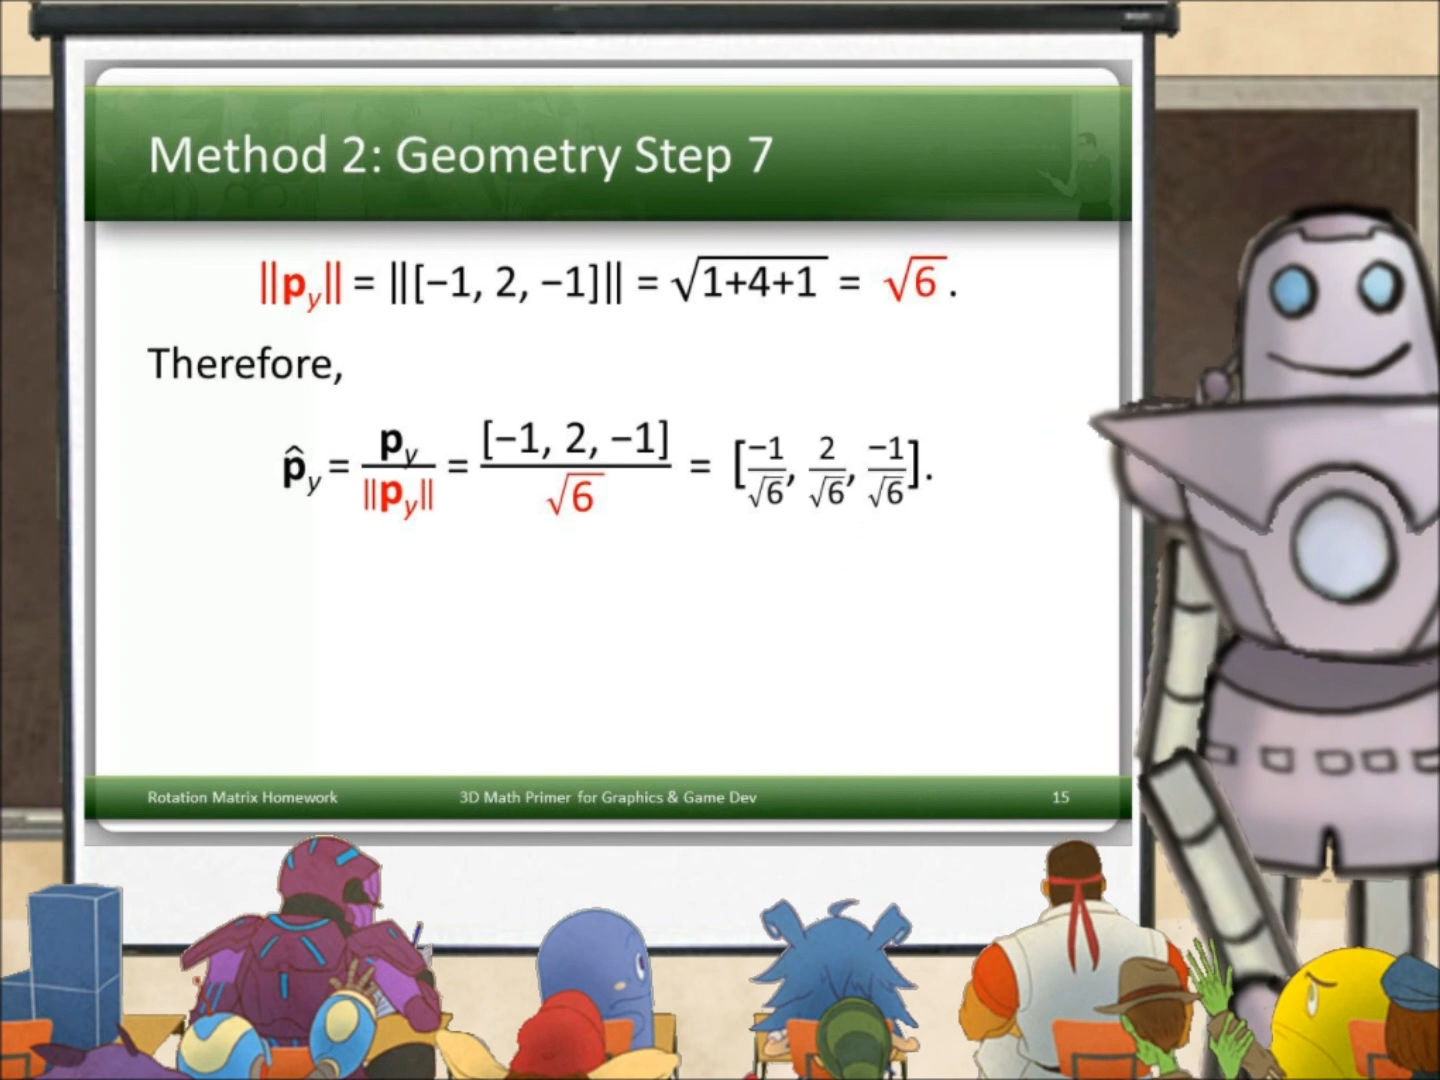 Method 2: Geometry Step 7
||p_y|| = ||[−1, 2, −1]|| = √(1+4+1) = √6.
Therefore,
p̂_y = p_y/||p_y|| = [−1, 2, −1]/√6 = [−1/√6, 2/√6, −1/√6].
Rotation Matrix Homework 3D Math Primer for Graphics & Game Dev 15